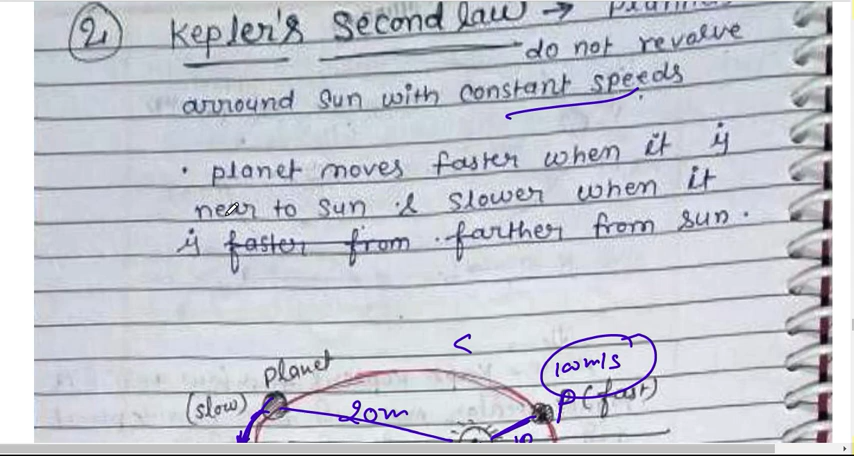 2. Kepler's Second law →
do not revolve
arround sun with constant speeds
• planet moves faster when it is
near to sun & slower when it
is faster from farther from sun.
<
planet
100m/s
(slow)
20m
P(fast)
10